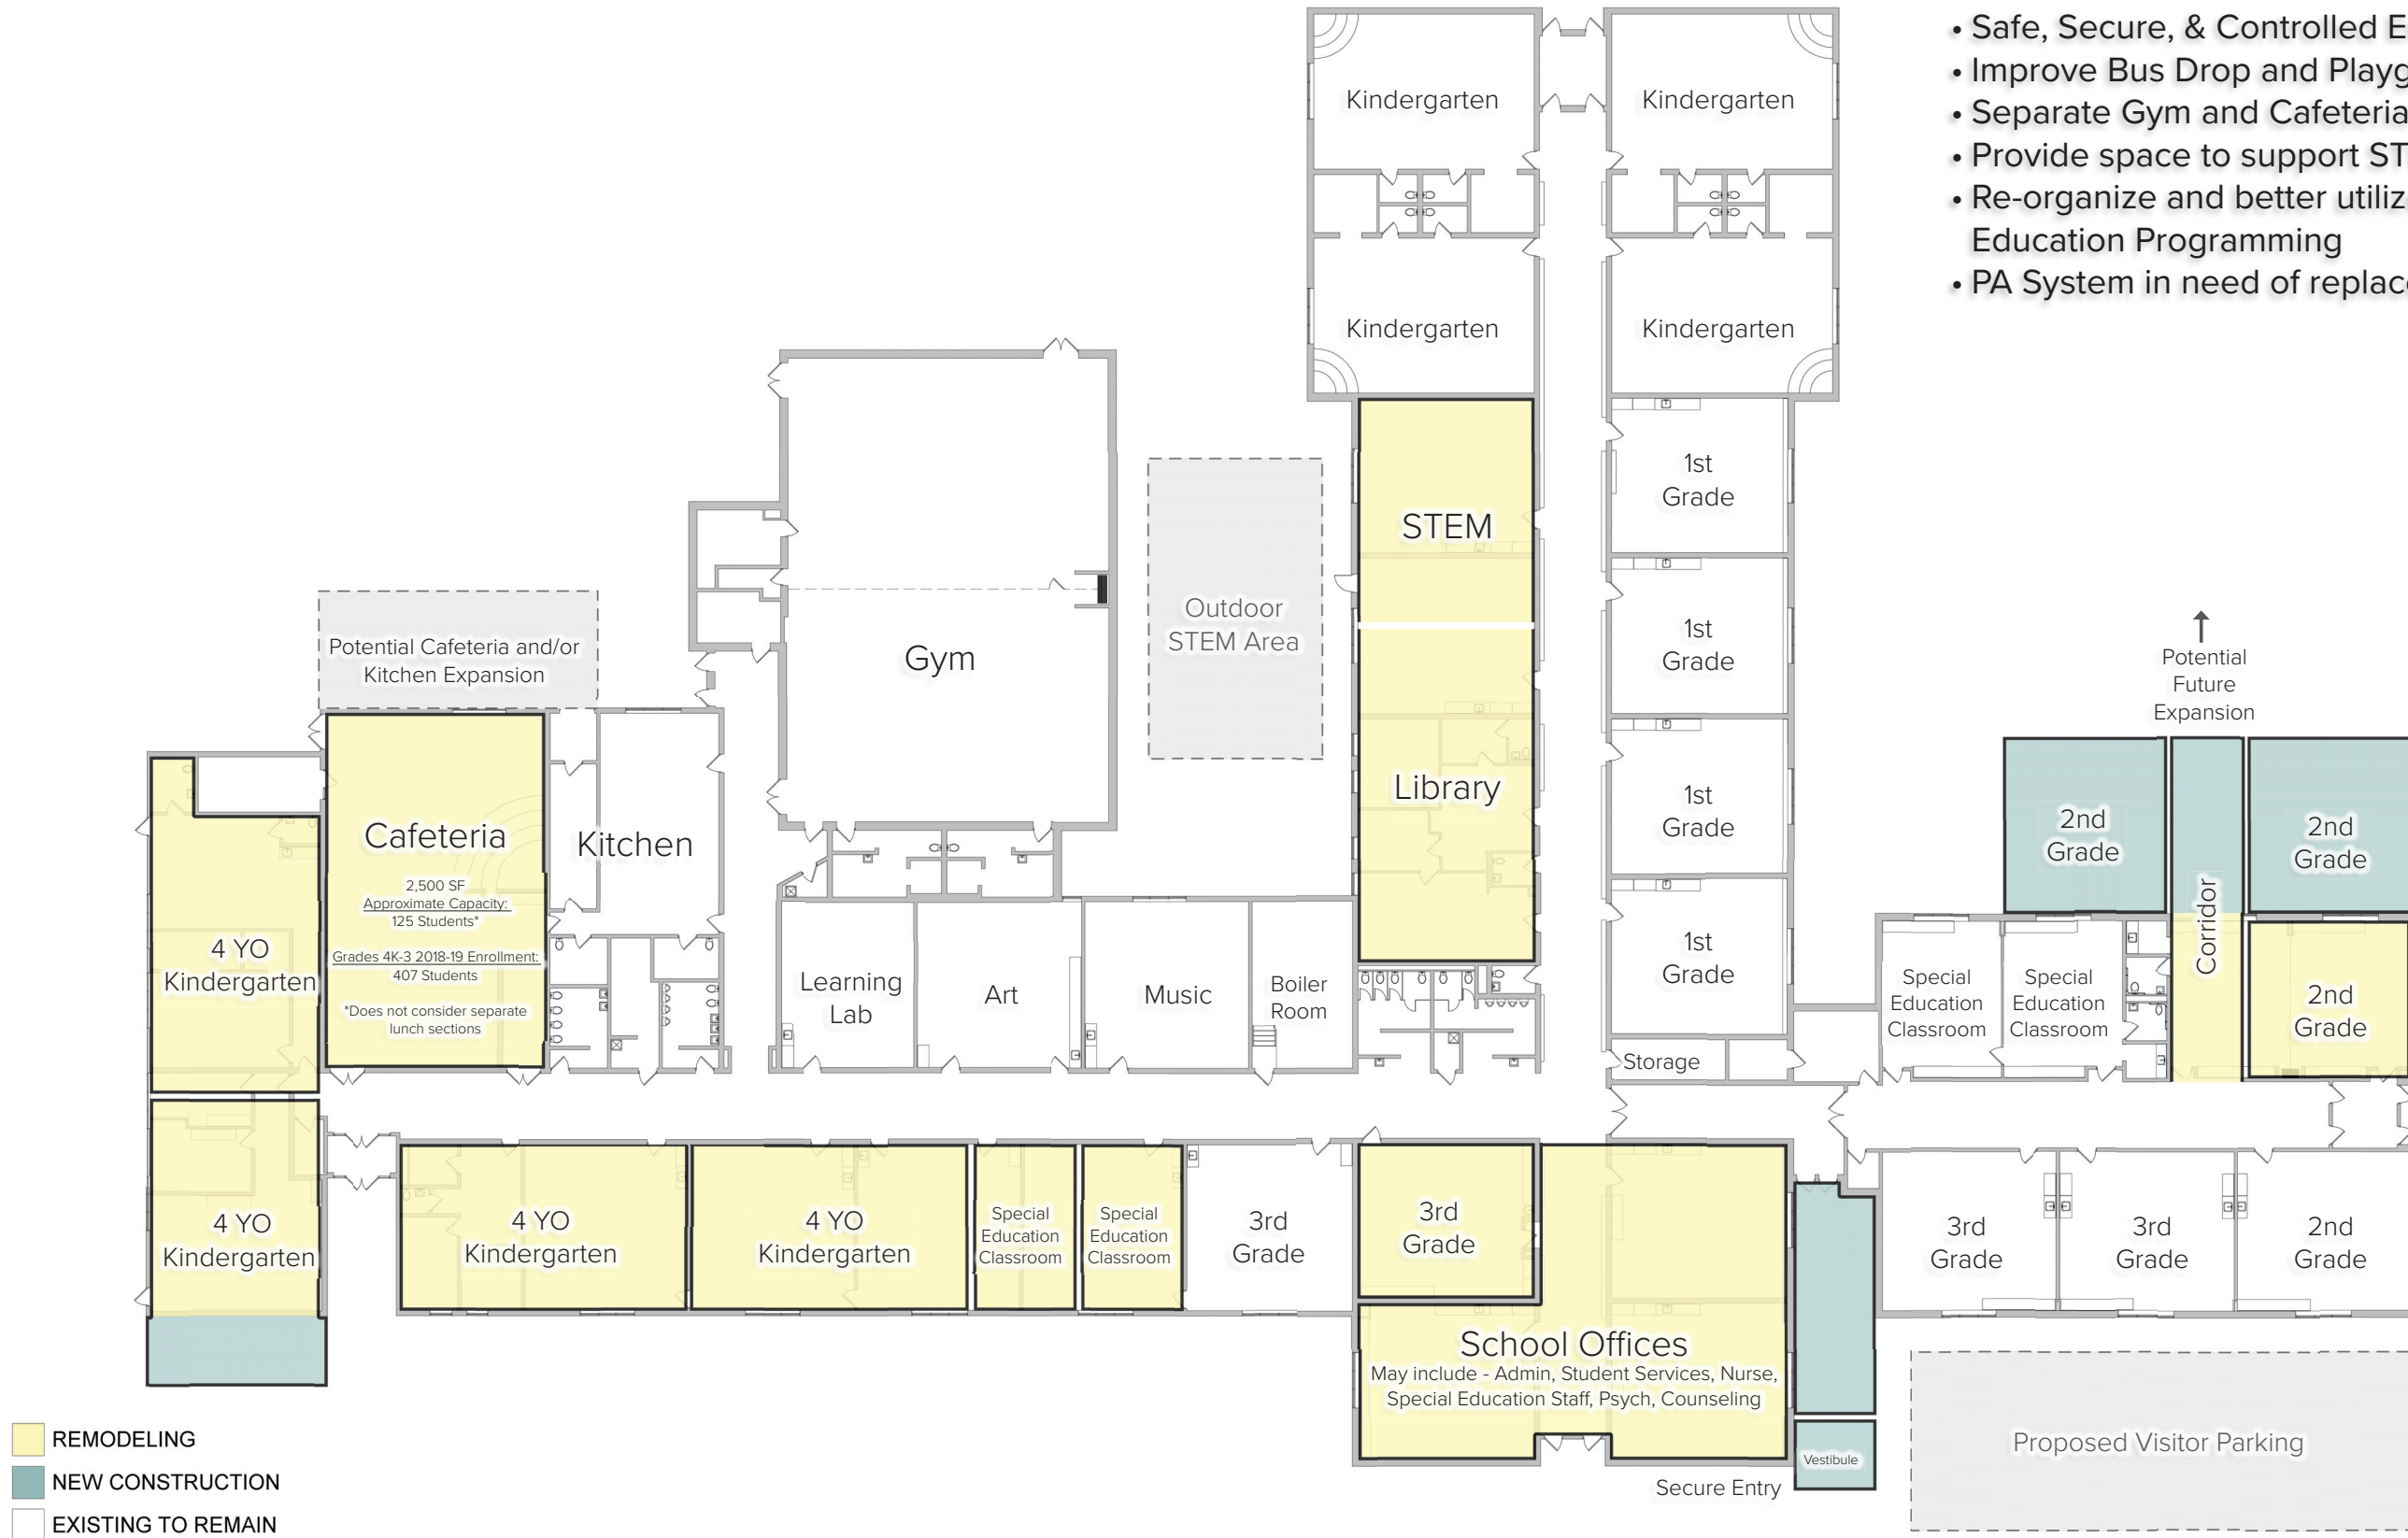 • Safe, Secure, & Controlled E
• Improve Bus Drop and Playg
• Separate Gym and Cafeteria
• Provide space to support ST
• Re-organize and better utiliz
Education Programming
• PA System in need of replac
Kindergarten
Kindergarten
Kindergarten
Kindergarten
1st
Grade
STEM
Outdoor
STEM Area
1st
Grade
Gym
Potential Cafeteria and/or
Kitchen Expansion
Potential
Future
Expansion
1st
Grade
Library
2nd
Grade
2nd
Grade
Cafeteria
2,500 SF
Approximate Capacity:
125 Students*
Grades 4K-3 2018-19 Enrollment:
407 Students
*Does not consider separate
lunch sections
Kitchen
4 YO
Kindergarten
Learning
Lab
Art
Music
Boiler
Room
1st
Grade
Storage
Special
Education
Classroom
Special
Education
Classroom
Corridor
2nd
Grade
4 YO
Kindergarten
4 YO
Kindergarten
4 YO
Kindergarten
Special
Education
Classroom
Special
Education
Classroom
3rd
Grade
3rd
Grade
3rd
Grade
3rd
Grade
2nd
Grade
School Offices
May include - Admin, Student Services, Nurse,
Special Education Staff, Psych, Counseling
Vestibule
Secure Entry
Proposed Visitor Parking
REMODELING
NEW CONSTRUCTION
EXISTING TO REMAIN